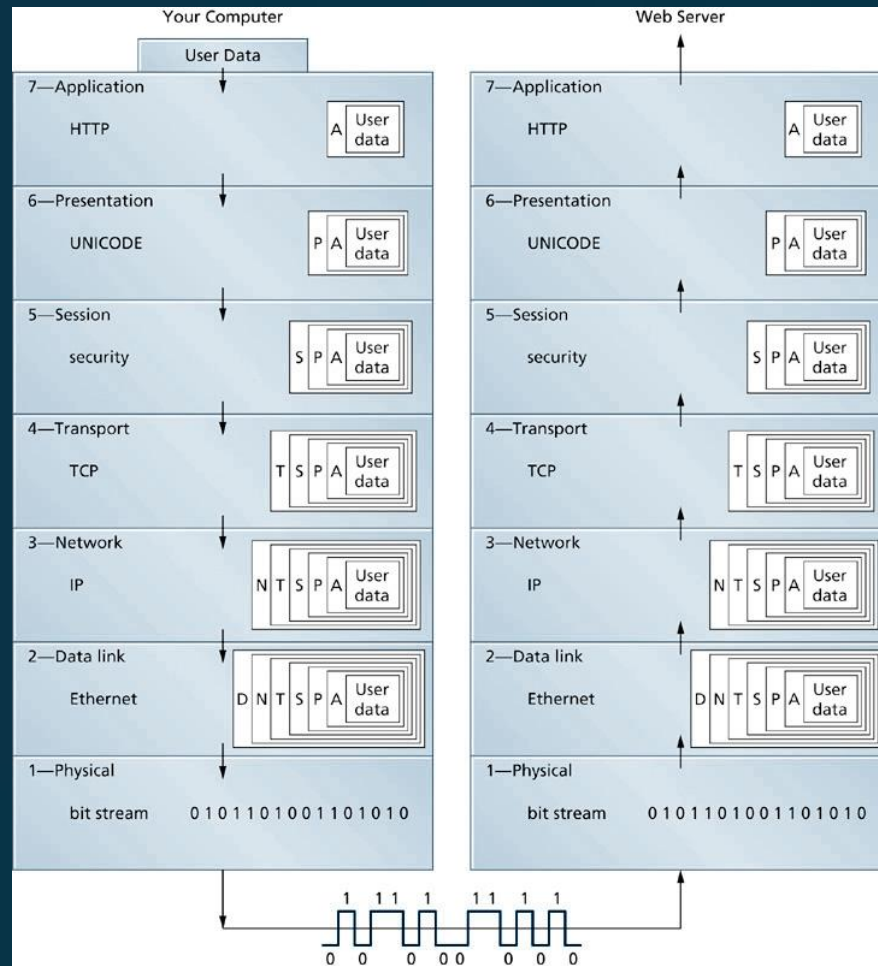 Your Computer
User Data
7—Application
HTTP
A User data
6—Presentation
UNICODE
P A User data
5—Session
security
S P A User data
4—Transport
TCP
T S P A User data
3—Network
IP
N T S P A User data
2—Data link
Ethernet
D N T S P A User data
1—Physical
bit stream 0 1 0 1 1 0 1 0 0 1 1 0 1 0 1 0
Web Server
7—Application
HTTP
A User data
6—Presentation
UNICODE
P A User data
5—Session
security
S P A User data
4—Transport
TCP
T S P A User data
3—Network
IP
N T S P A User data
2—Data link
Ethernet
D N T S P A User data
1—Physical
bit stream 0 1 0 1 1 0 1 0 0 1 1 0 1 0 1 0
1 1 1 1 1 1 1 1
0 0 0 0 0 0 0 0